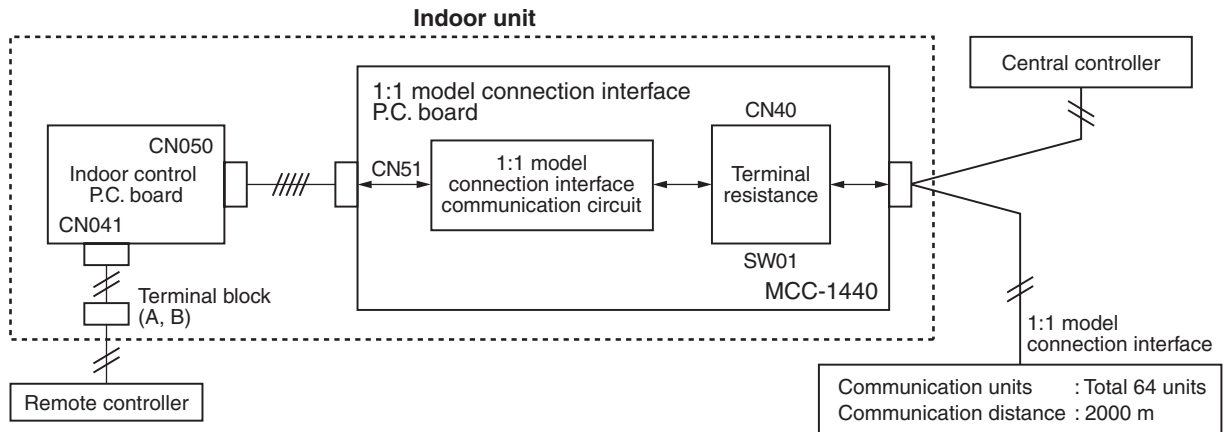 Indoor unit
1:1 model connection interface
P.C. board
Central controller
CN050
Indoor control
P.C. board
CN041
CN51
1:1 model
connection interface
communication circuit
CN40
Terminal
resistance
SW01
MCC-1440
Terminal block
(A, B)
Remote controller
1:1 model
connection interface
Communication units : Total 64 units
Communication distance : 2000 m